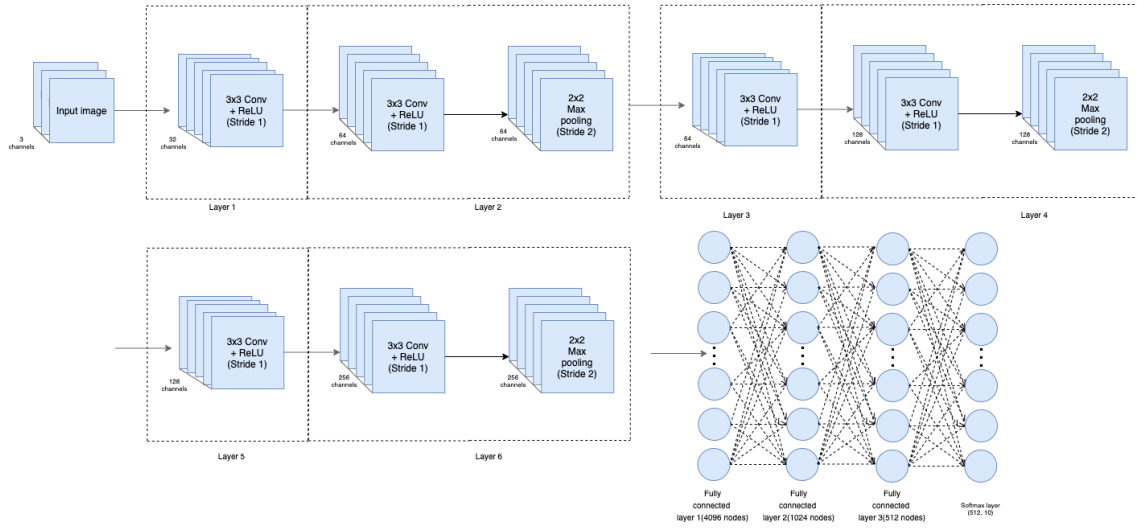 Input image
3
channels
3x3 Conv
+ ReLU
(Stride 1)
32
channels
Layer 1
3x3 Conv
+ ReLU
(Stride 1)
64
channels
2x2
Max
pooling
(Stride 2)
64
channels
Layer 2
3x3 Conv
+ ReLU
(Stride 1)
64
channels
Layer 3
3x3 Conv
+ ReLU
(Stride 1)
128
channels
2x2
Max
pooling
(Stride 2)
128
channels
Layer 4
3x3 Conv
+ ReLU
(Stride 1)
128
channels
Layer 5
3x3 Conv
+ ReLU
(Stride 1)
256
channels
2x2
Max
pooling
(Stride 2)
256
channels
Layer 6
Fully
connected
layer 1(4096 nodes)
Fully
connected
layer 2(1024 nodes)
Fully
connected
layer 3(512 nodes)
Softmax layer
(512, 10)